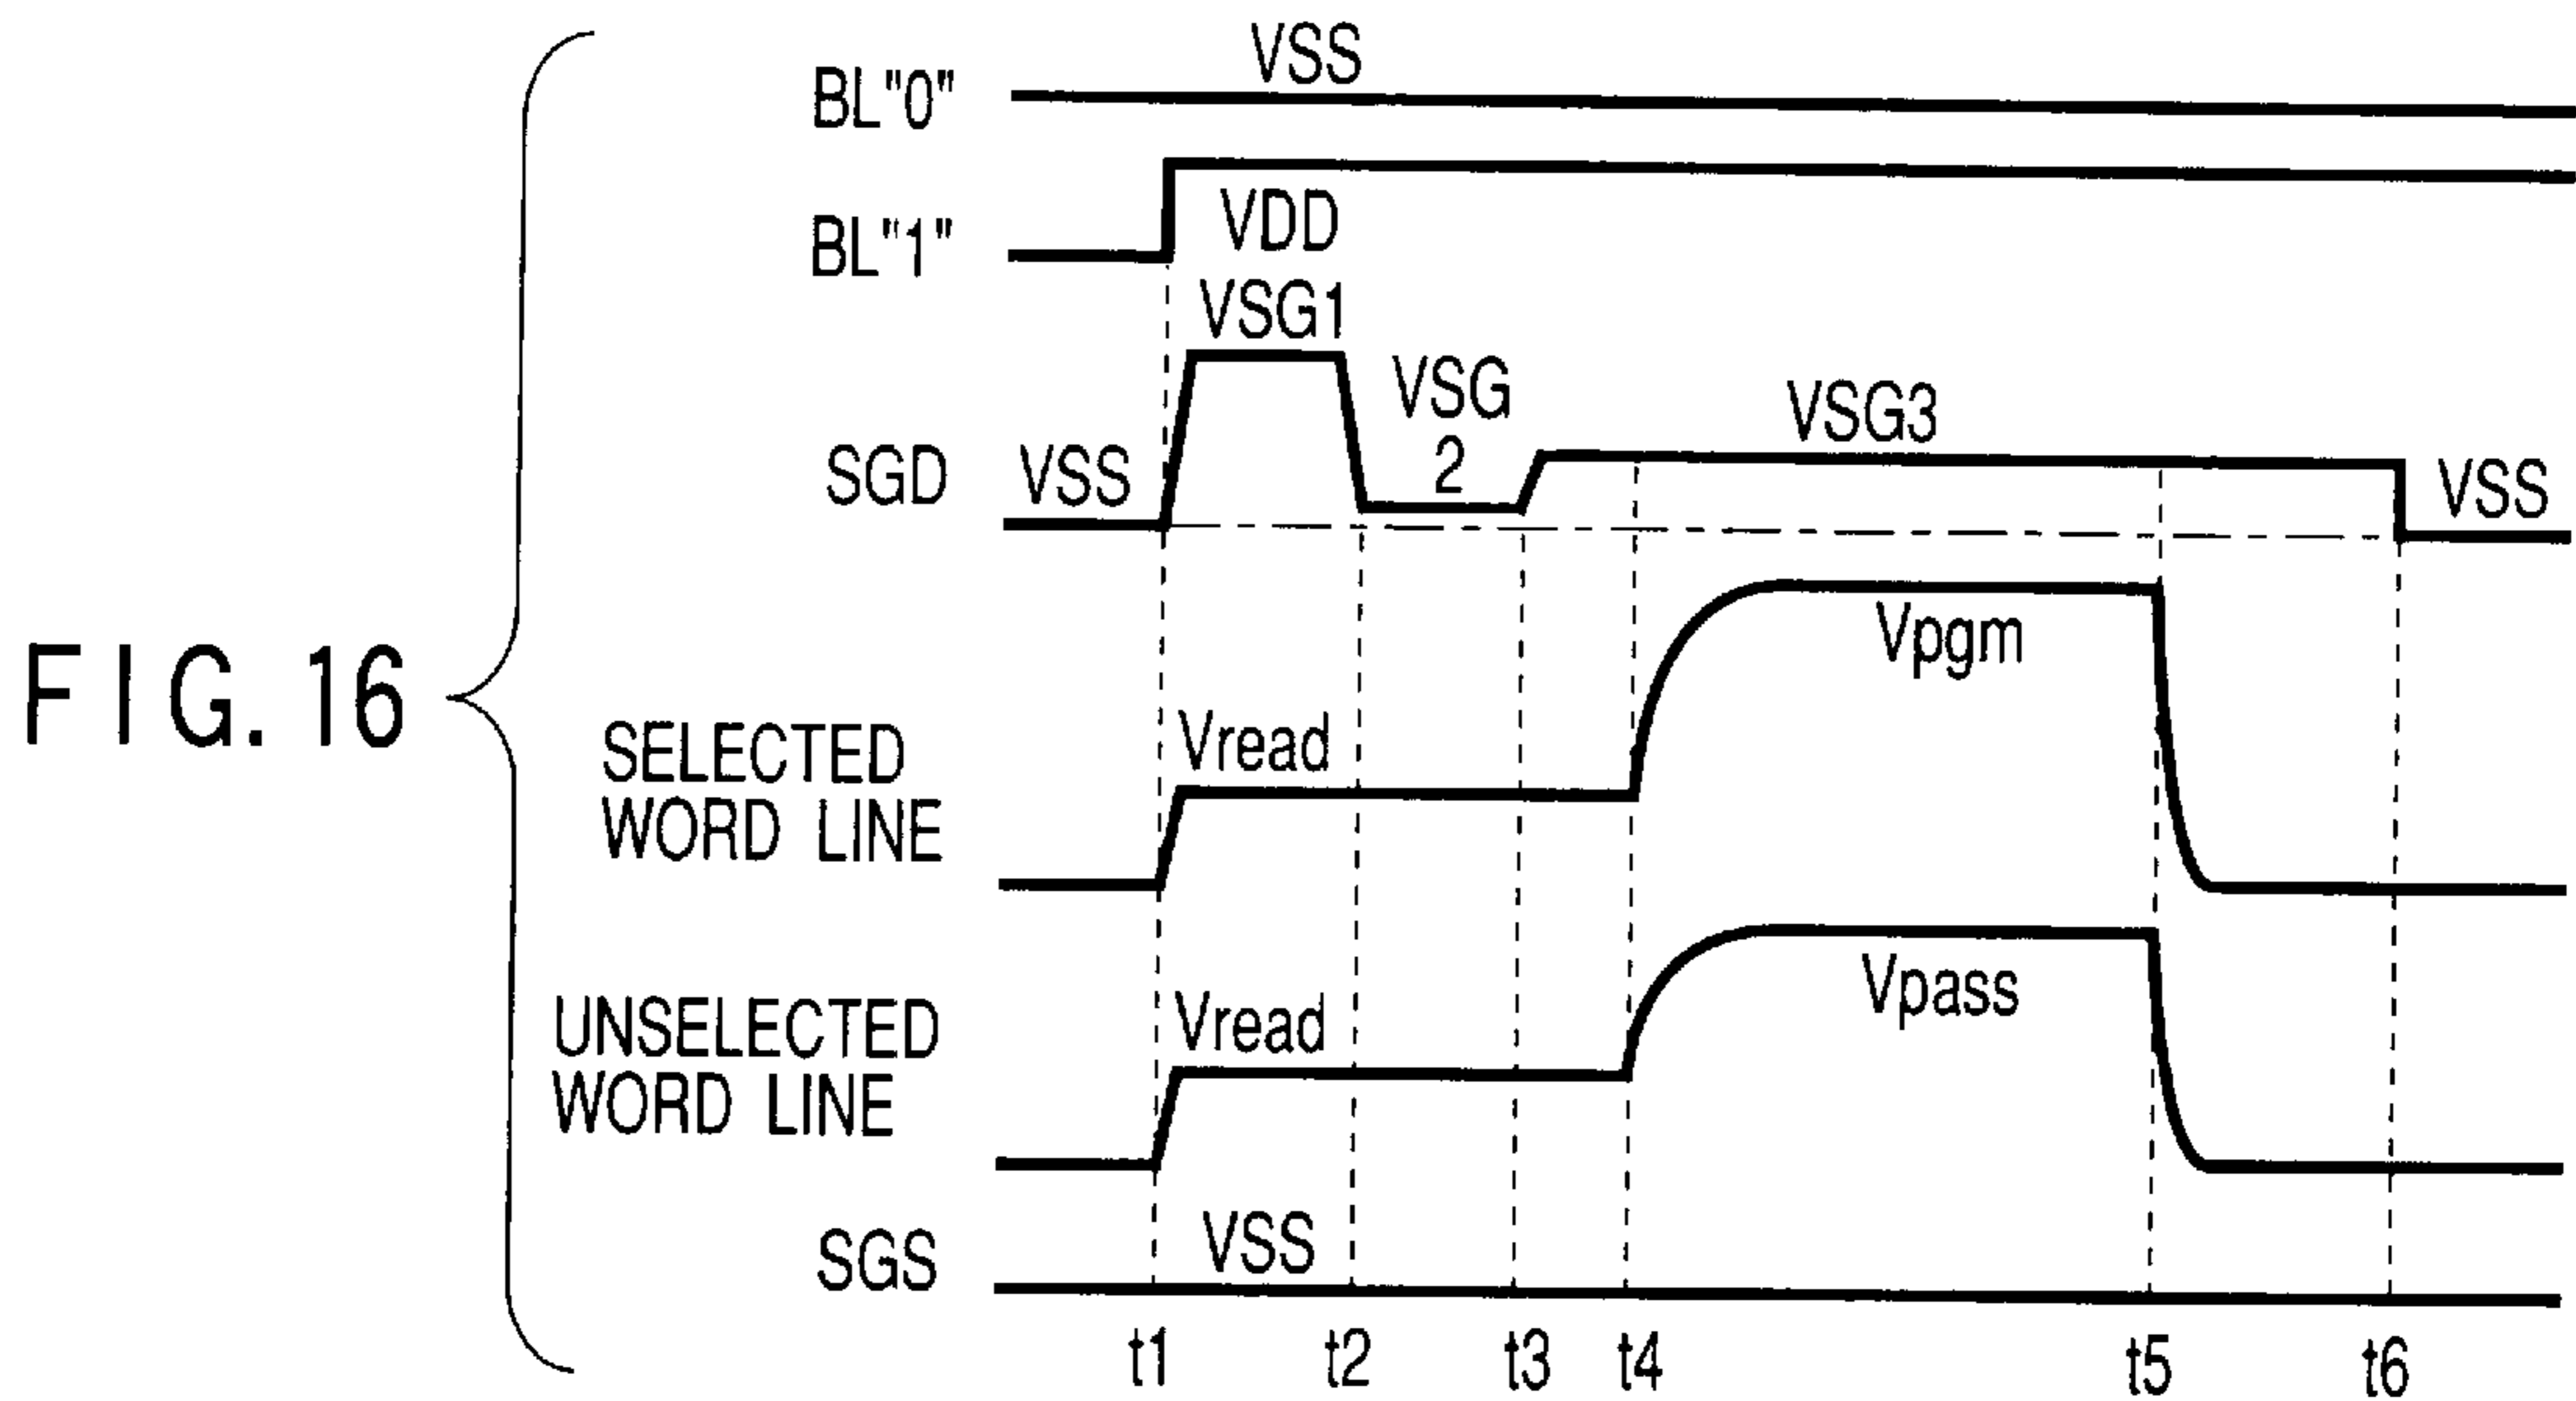 FIG. 16
BL"0"
VSS
BL"1"
VDD
SGD
VSS
VSG1
VSG
2
VSG3
VSS
SELECTED
WORD LINE
Vread
Vpgm
UNSELECTED
WORD LINE
Vread
Vpass
SGS
VSS
t1
t2
t3
t4
t5
t6